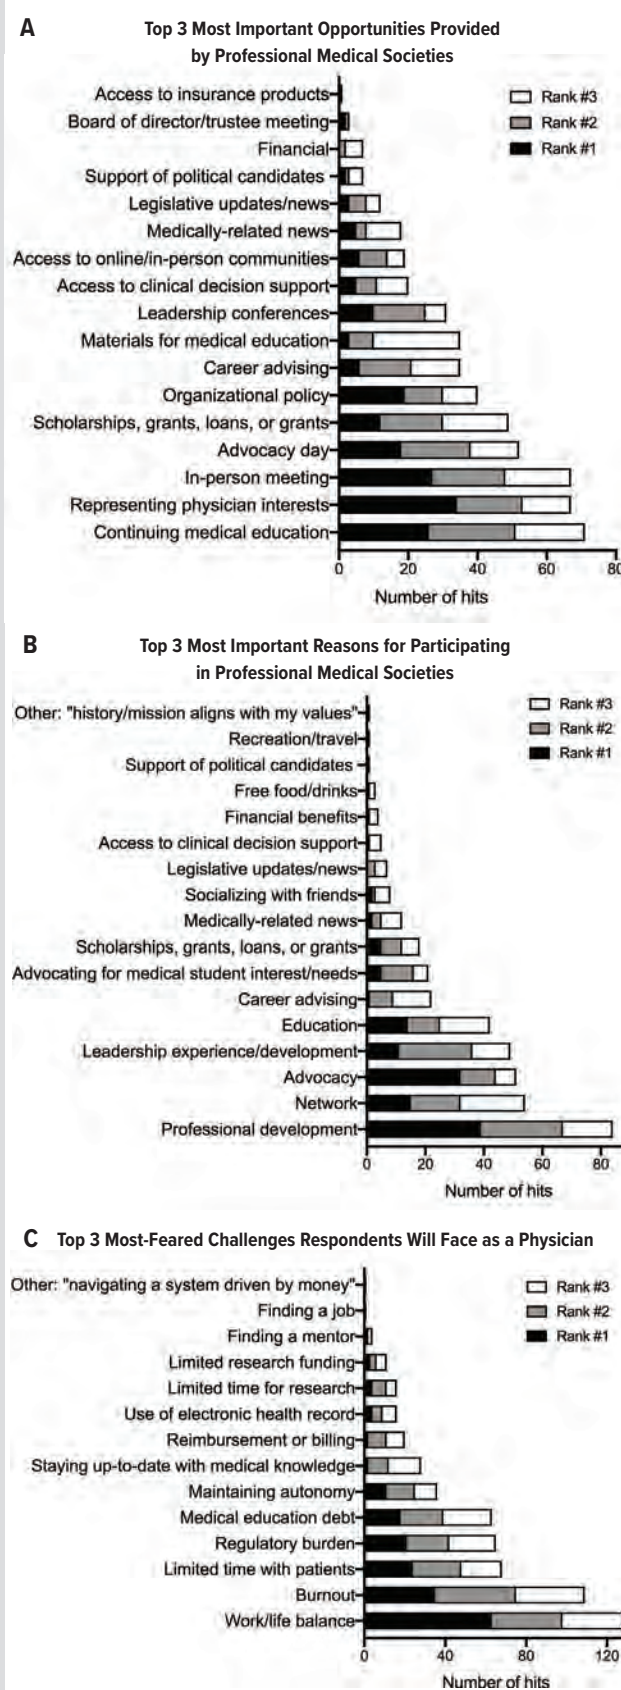 A
Top 3 Most Important Opportunities Provided
by Professional Medical Societies
Access to insurance products
Rank #3
Board of director/trustee meeting
Rank #2
Financial
Rank #1
Support of political candidates
Legislative updates/news
Medically-related news
Access to online/in-person communities
Access to clinical decision support
Leadership conferences
Materials for medical education
Career advising
Organizational policy
Scholarships, grants, loans, or grants
Advocacy day
In-person meeting
Representing physician interests
Continuing medical education
0 20 40 60 80
Number of hits
B
Top 3 Most Important Reasons for Participating
in Professional Medical Societies
Rank #3
Other: "history/mission aligns with my values"
Rank #2
Recreation/travel
Rank #1
Support of political candidates
Free food/drinks
Financial benefits
Access to clinical decision support
Legislative updates/news
Socializing with friends
Medically-related news
Scholarships, grants, loans, or grants
Advocating for medical student interest/needs
Career advising
Education
Leadership experience/development
Advocacy
Network
Professional development
0 20 40 60 80
Number of hits
C Top 3 Most-Feared Challenges Respondents Will Face as a Physician
Other: "navigating a system driven by money"
Rank #3
Finding a job
Rank #2
Finding a mentor
Rank #1
Limited research funding
Limited time for research
Use of electronic health record
Reimbursement or billing
Staying up-to-date with medical knowledge
Maintaining autonomy
Medical education debt
Regulatory burden
Limited time with patients
Burnout
Work/life balance
0 40 80 120
Number of hits